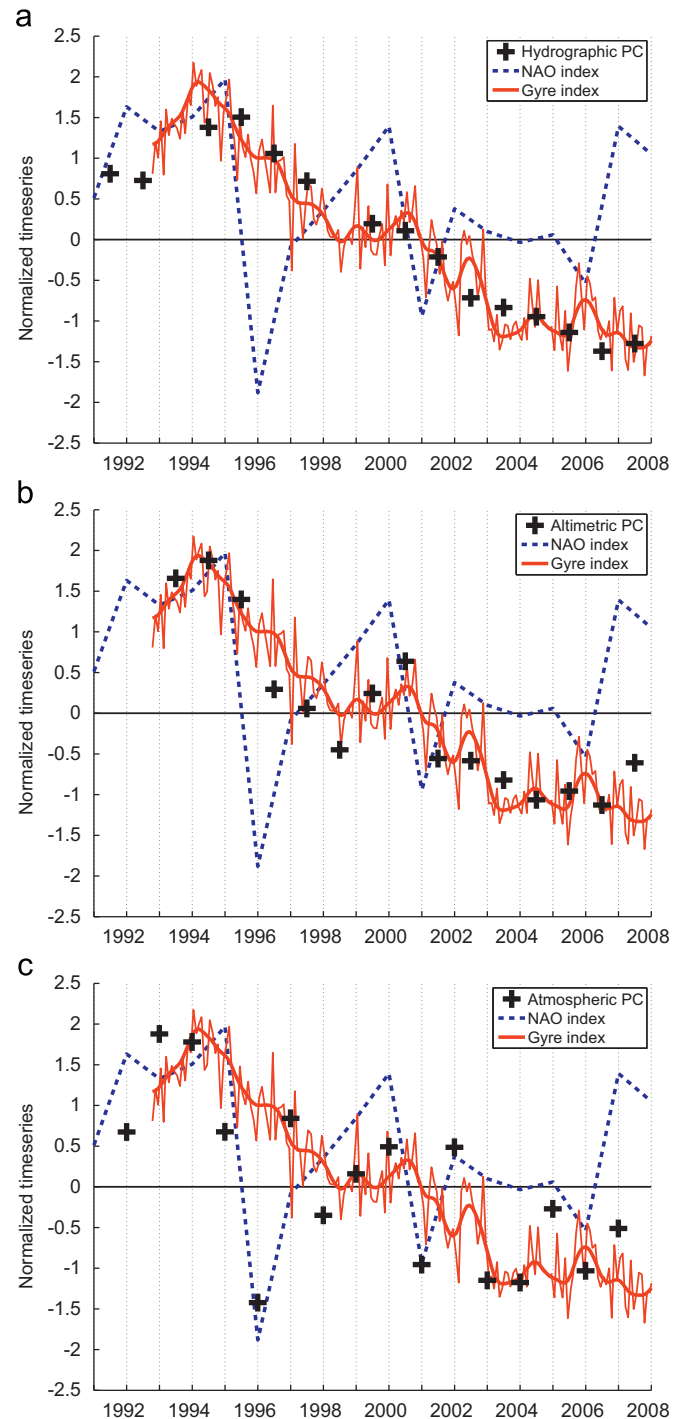 a
2.5
2
1.5
1
0.5
0
-0.5
-1
-1.5
-2
-2.5
Normalized timeseries
Hydrographic PC
NAO index
Gyre index
1992 1994 1996 1998 2000 2002 2004 2006 2008
b
2.5
2
1.5
1
0.5
0
-0.5
-1
-1.5
-2
-2.5
Normalized timeseries
Altimetric PC
NAO index
Gyre index
1992 1994 1996 1998 2000 2002 2004 2006 2008
c
2.5
2
1.5
1
0.5
0
-0.5
-1
-1.5
-2
-2.5
Normalized timeseries
Atmospheric PC
NAO index
Gyre index
1992 1994 1996 1998 2000 2002 2004 2006 2008